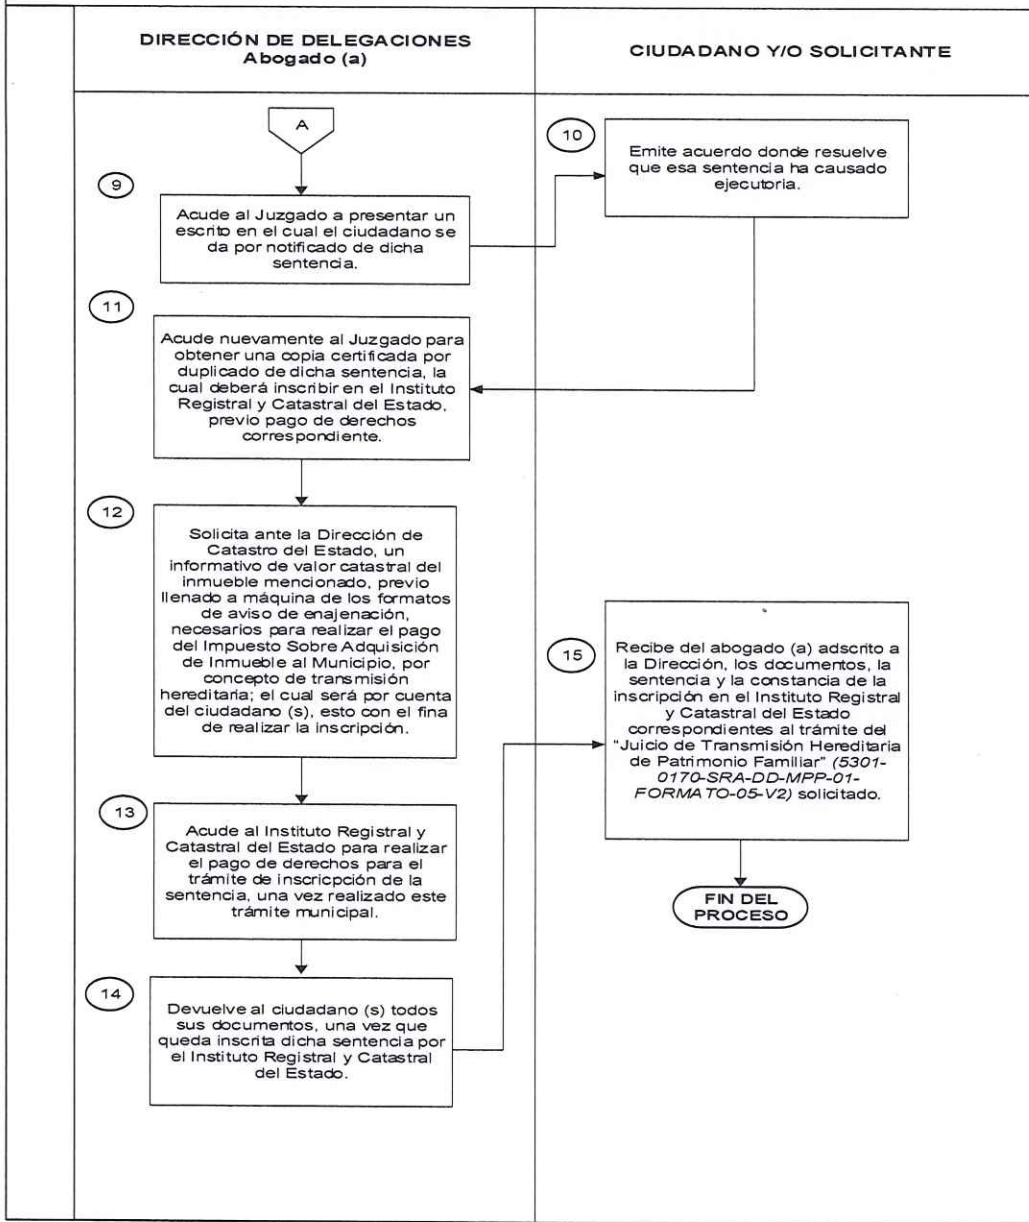 DIRECCIÓN DE DELEGACIONES
Abogado (a)
CIUDADANO Y/O SOLICITANTE
A
9
Acude al Juzgado a presentar un
escrito en el cual el ciudadano se
da por notificado de dicha
sentencia.
10
Emite acuerdo donde resuelve
que esa sentencia ha causado
ejecutoria.
11
Acude nuevamente al Juzgado para
obtener una copia certificada por
duplicado de dicha sentencia, la
cual deberá inscribir en el Instituto
Registral y Catastral del Estado,
previo pago de derechos
correspondiente.
12
Solicita ante la Dirección de
Catastro del Estado, un
informativo de valor catastral del
inmueble mencionado, previo
llenado a máquina de los formatos
de aviso de enajenación,
necesarios para realizar el pago
del Impuesto Sobre Adquisición
de Inmueble al Municipio, por
concepto de transmisión
hereditaria; el cual será por cuenta
del ciudadano (s), esto con el fina
de realizar la inscripción.
13
Acude al Instituto Registral y
Catastral del Estado para realizar
el pago de derechos para el
trámite de inscricpción de la
sentencia, una vez realizado este
trámite municipal.
14
Devuelve al ciudadano (s) todos
sus documentos, una vez que
queda inscrita dicha sentencia por
el Instituto Registral y Catastral
del Estado.
15
Recibe del abogado (a) adscrito a
la Dirección, los documentos, la
sentencia y la constancia de la
inscripción en el Instituto Registral
y Catastral del Estado
correspondientes al trámite del
"Juicio de Transmisión Hereditaria
de Patrimonio Familiar" (5301-
0170-SRA-DD-MPP-01-
FORMATO-05-V2) solicitado.
FIN DEL
PROCESO